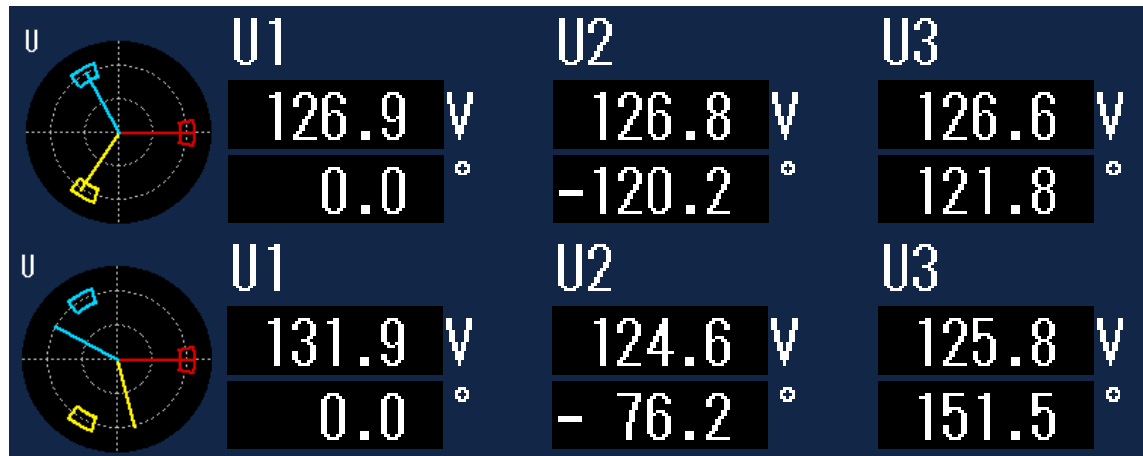 U U1 U2 U3
126.9 V 126.8 V 126.6 V
0.0 ° -120.2 ° 121.8 °
U U1 U2 U3
131.9 V 124.6 V 125.8 V
0.0 ° - 76.2 ° 151.5 °